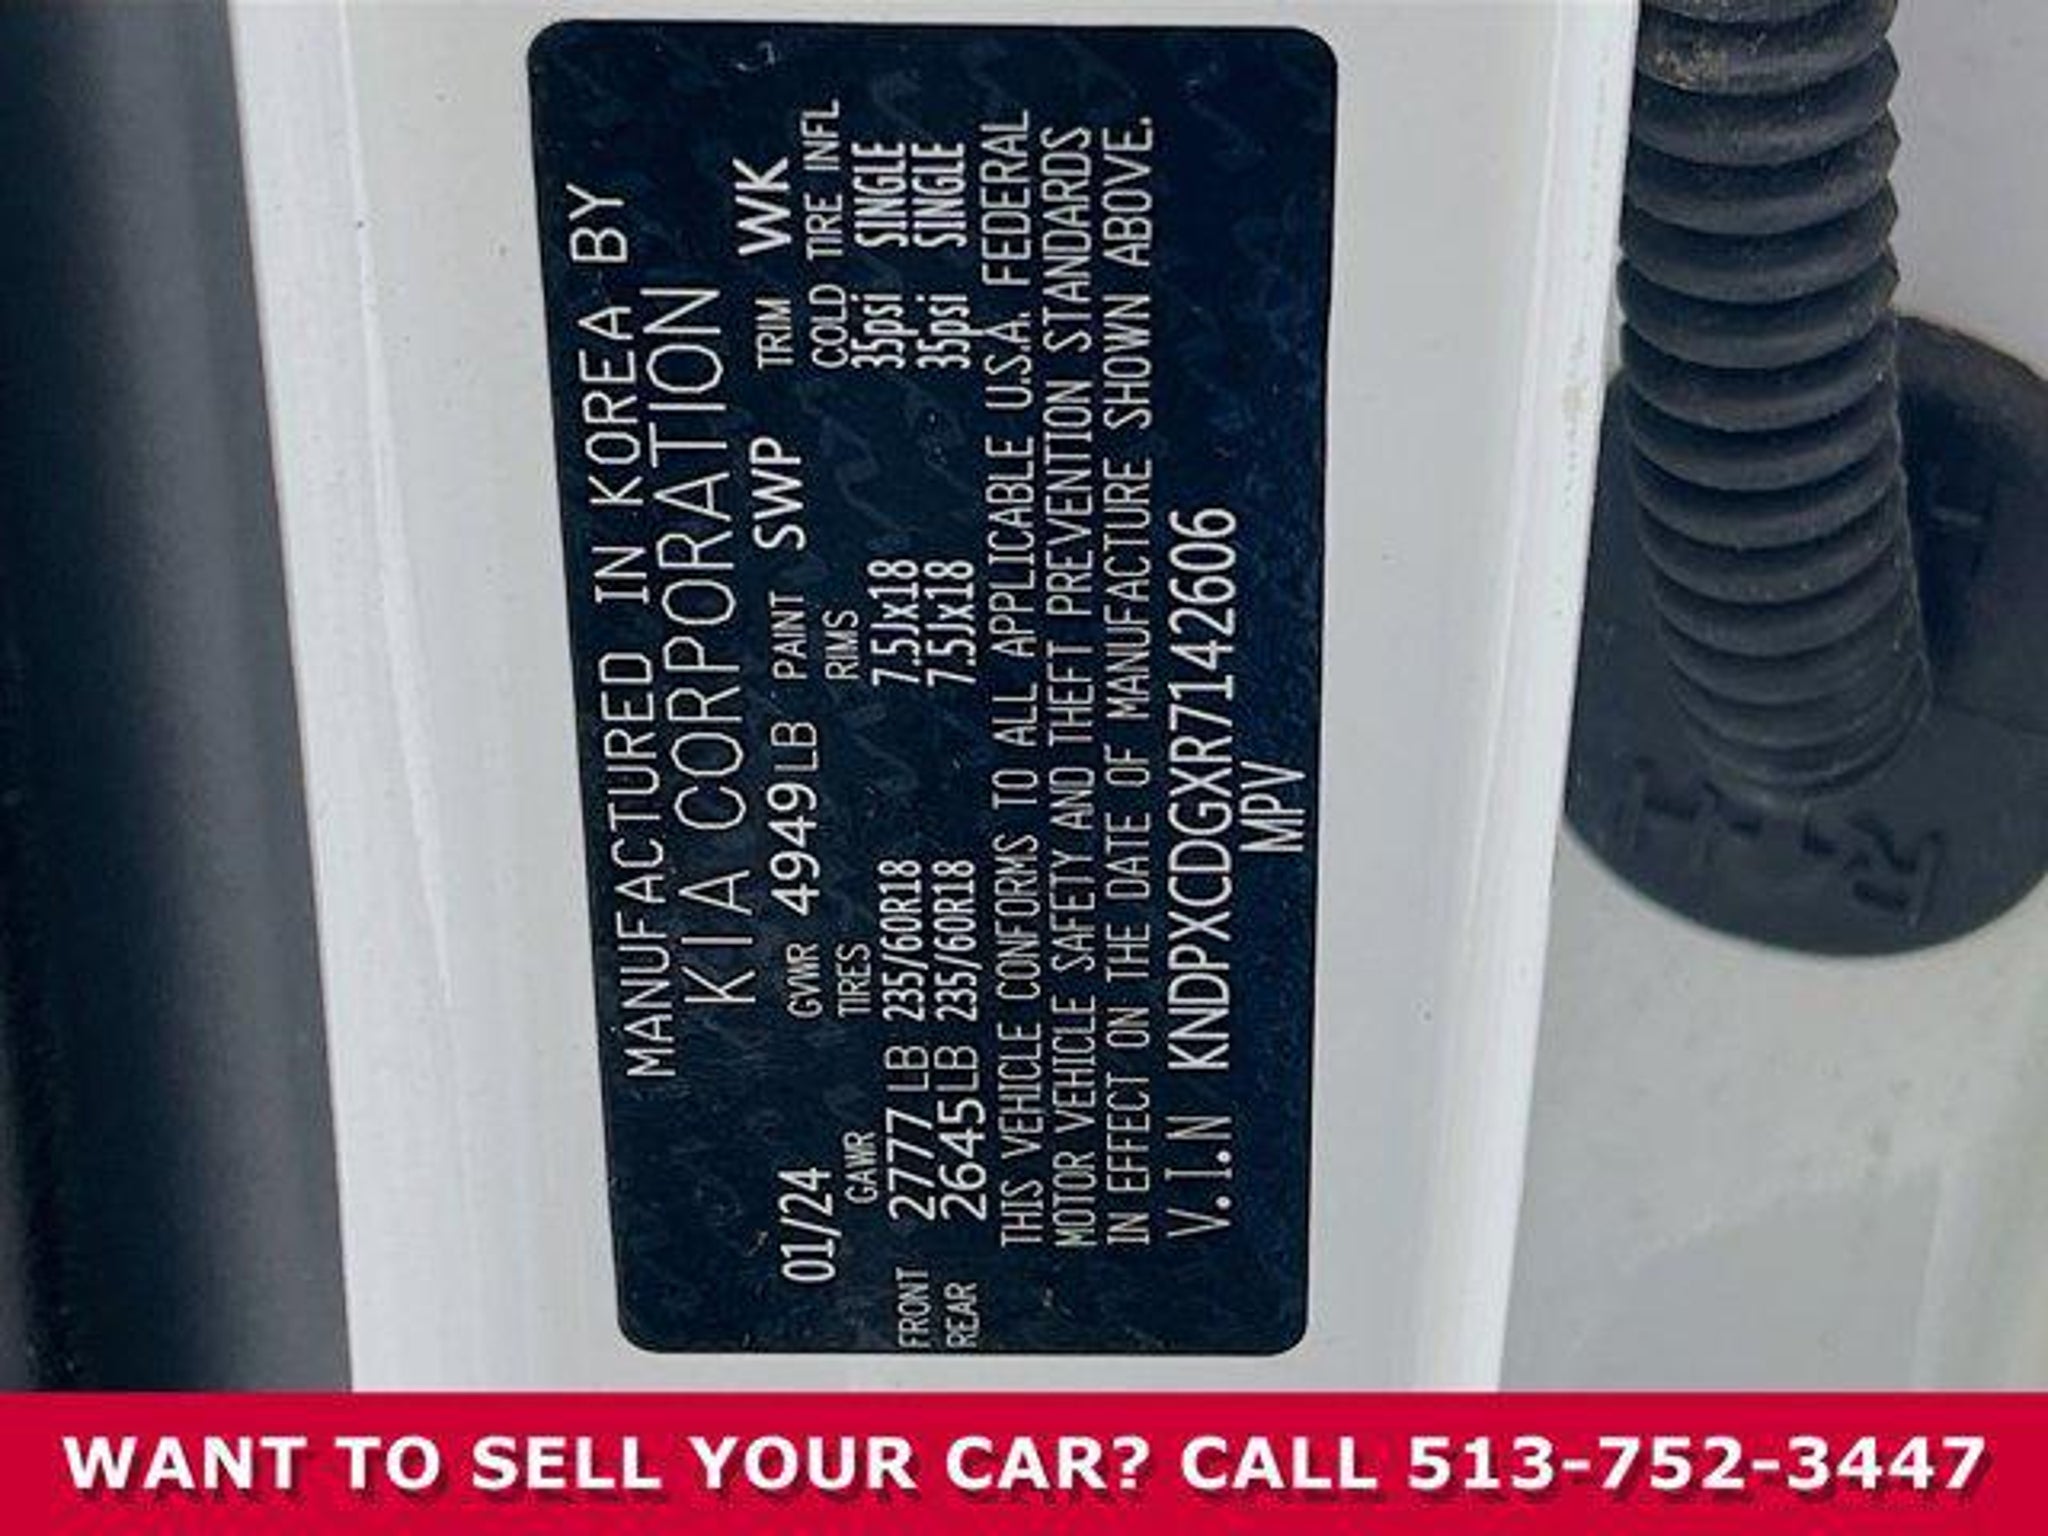 MANUFACTURED IN KOREA BY
KIA CORPORATION
01/24 GVWR 4949LB PAINT SWP TRIM WK
GAWR TIRES RIMS COLD TIRE INFL
FRONT 2777LB 235/60R18 7.5Jx18 35psi SINGLE
REAR 2645LB 235/60R18 7.5Jx18 35psi SINGLE
THIS VEHICLE CONFORMS TO ALL APPLICABLE U.S.A. FEDERAL
MOTOR VEHICLE SAFETY AND THEFT PREVENTION STANDARDS
IN EFFECT ON THE DATE OF MANUFACTURE SHOWN ABOVE.
V.I.N KNDPXCDGXR7142606
MPV
WANT TO SELL YOUR CAR? CALL 513-752-3447